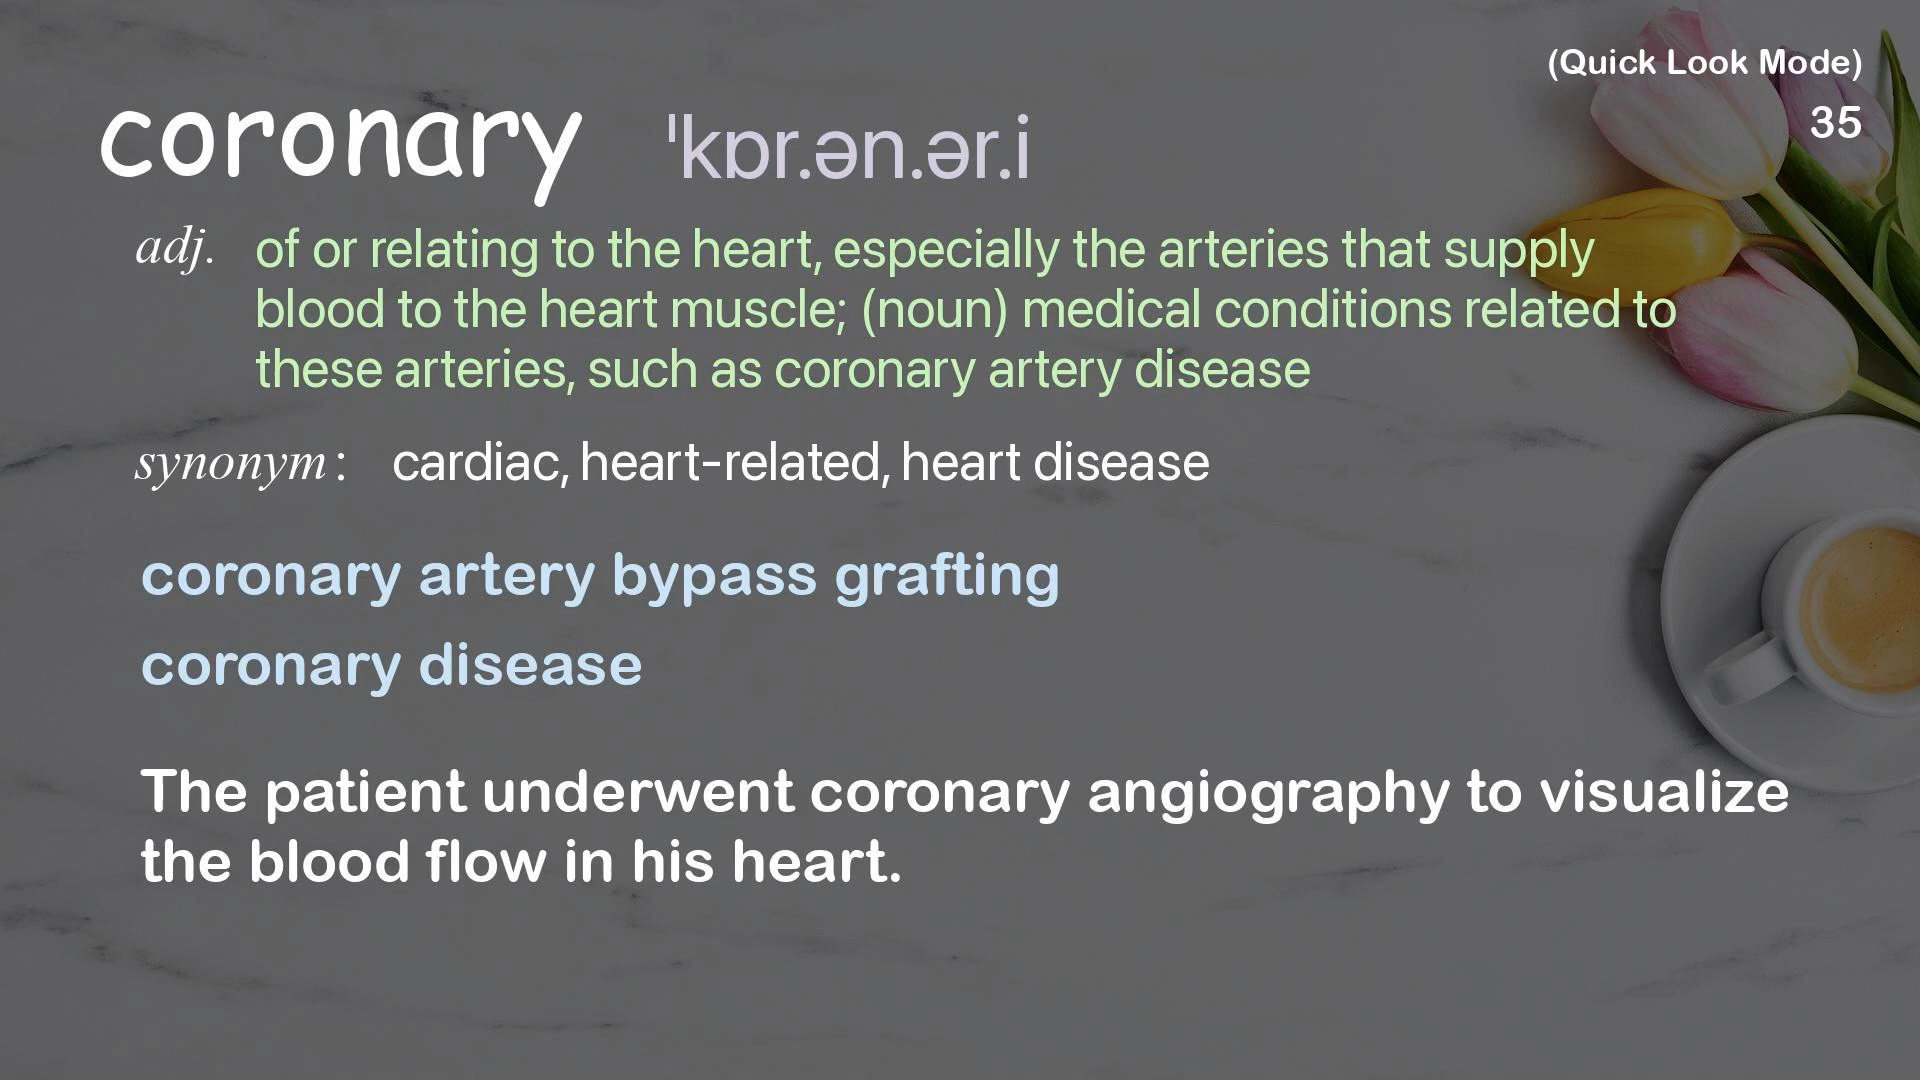 (Quick Look Mode)
35
coronary ˈkɒr.ən.ər.i
adj. of or relating to the heart, especially the arteries that supply
blood to the heart muscle; (noun) medical conditions related to
these arteries, such as coronary artery disease
synonym : cardiac, heart-related, heart disease
coronary artery bypass grafting
coronary disease
The patient underwent coronary angiography to visualize
the blood flow in his heart.